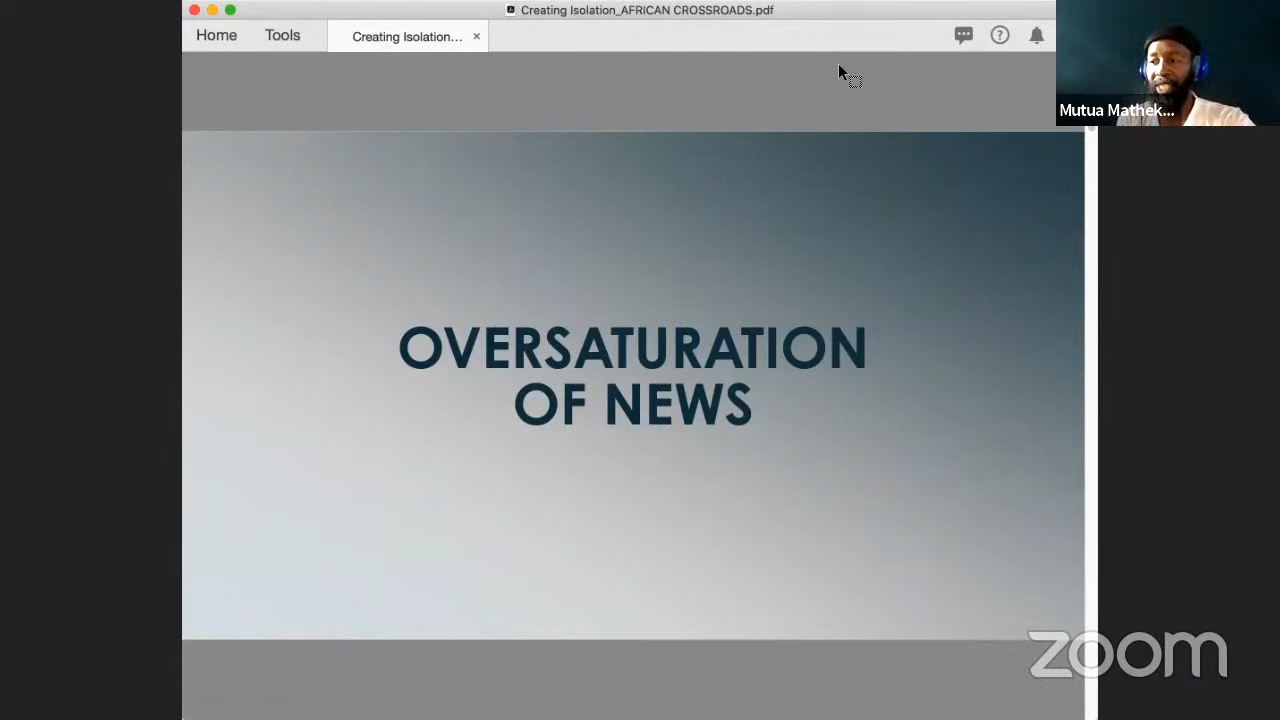 Creating Isolation_AFRICAN CROSSROADS.pdf
Home
Tools
Creating Isolation...
Mutua Mathek...
OVERSATURATION
OF NEWS
zoom